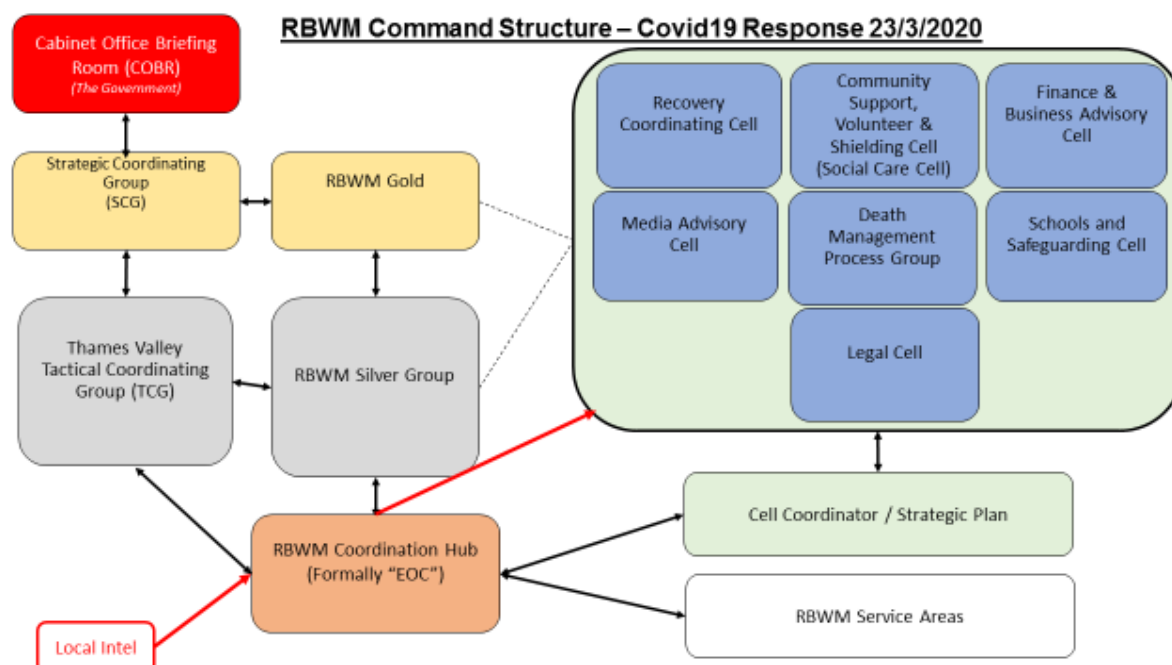 RBWM Command Structure – Covid19 Response 23/3/2020
Cabinet Office Briefing
Room (COBR)
(The Government)
Strategic Coordinating
Group
(SCG)
RBWM Gold
Thames Valley
Tactical Coordinating
Group (TCG)
RBWM Silver Group
RBWM Coordination Hub
(Formally "EOC")
Local Intel
Recovery
Coordinating Cell
Community
Support,
Volunteer &
Shielding Cell
(Social Care Cell)
Finance &
Business Advisory
Cell
Media Advisory
Cell
Death
Management
Process Group
Schools and
Safeguarding Cell
Legal Cell
Cell Coordinator / Strategic Plan
RBWM Service Areas